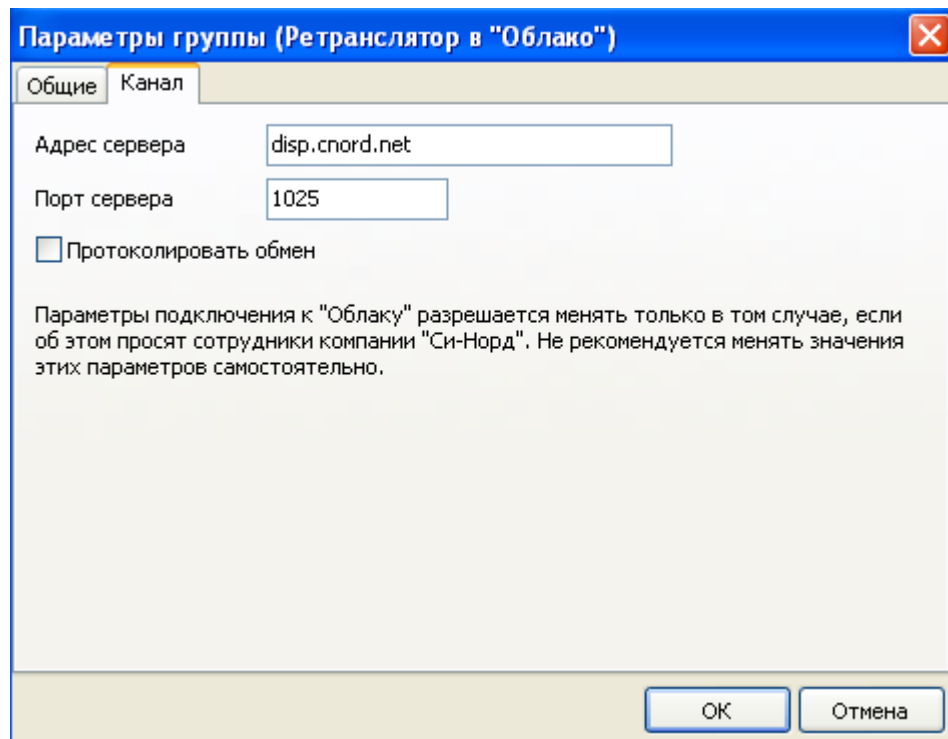 Параметры группы (Ретранслятор в "Облако")
Общие Канал
Адрес сервера disp.cnord.net
Порт сервера 1025
Протоколировать обмен
Параметры подключения к "Облаку" разрешается менять только в том случае, если
об этом просят сотрудники компании "Си-Норд". Не рекомендуется менять значения
этих параметров самостоятельно.
ОК Отмена